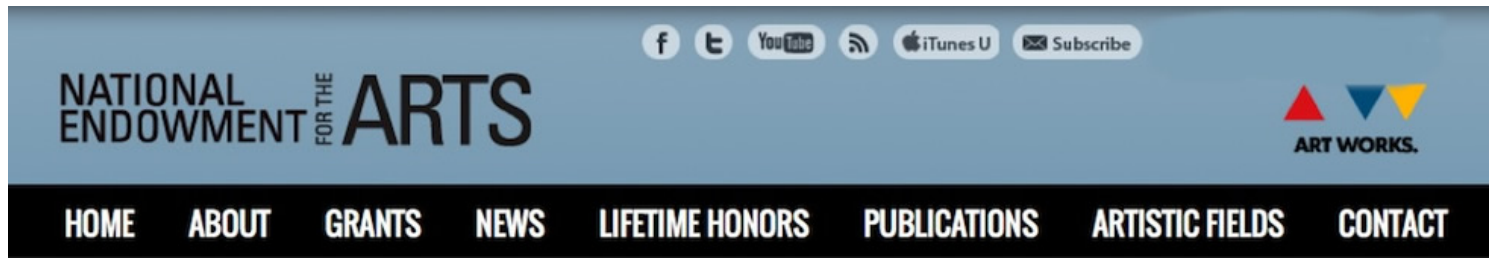 f t YouTube iTunes U Subscribe
NATIONAL
ENDOWMENT
FOR THE
ARTS
ART WORKS.
HOME ABOUT GRANTS NEWS LIFETIME HONORS PUBLICATIONS ARTISTIC FIELDS CONTACT